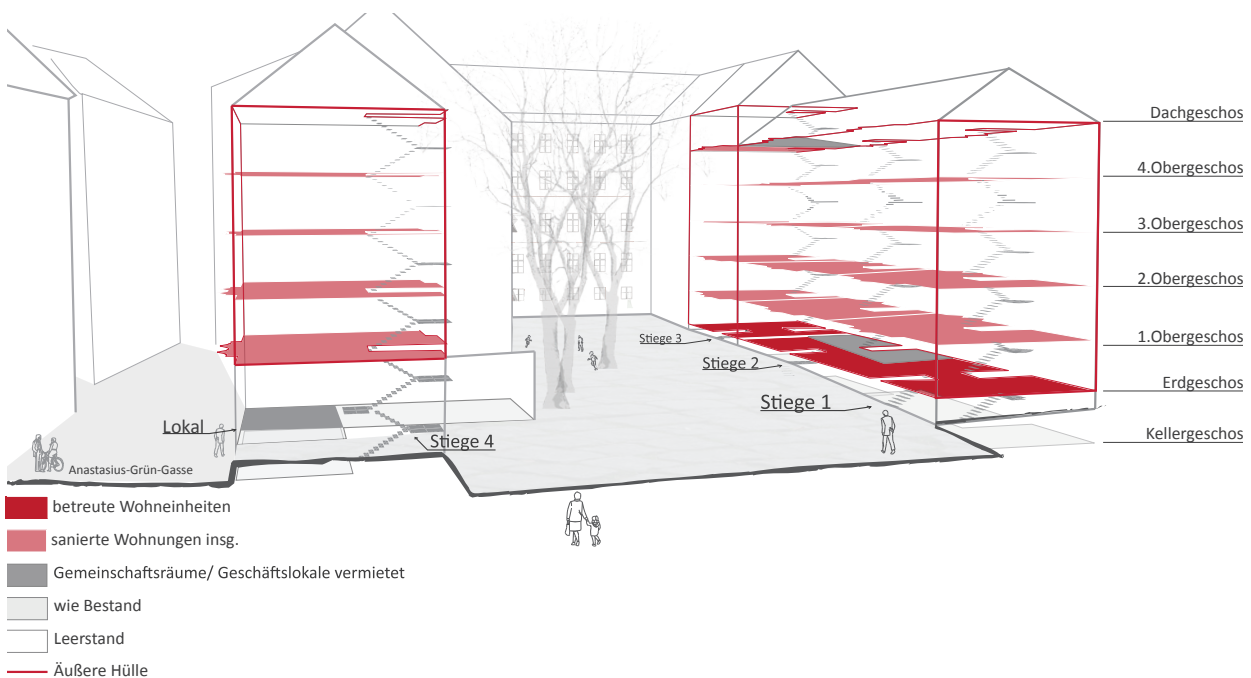 Dachgeschos
4.Obergeschos
3.Obergeschos
2.Obergeschos
1.Obergeschos
Erdgeschos
Kellergeschos
Stiege 3
Stiege 2
Stiege 1
Lokal
Stiege 4
Anastasius-Grün-Gasse
betreute Wohneinheiten
sanierte Wohnungen insg.
Gemeinschaftsräume/ Geschäftslokale vermietet
wie Bestand
Leerstand
Äußere Hülle